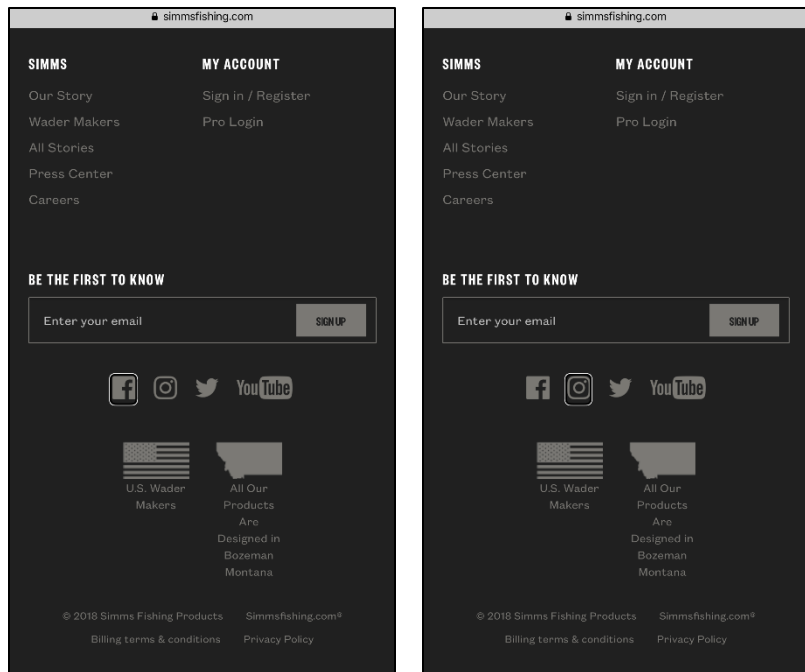 simmsfishing.com
SIMMS
MY ACCOUNT
Our Story
Sign in / Register
Wader Makers
Pro Login
All Stories
Press Center
Careers
BE THE FIRST TO KNOW
Enter your email
SIGN UP
You Tube
U.S. Wader
Makers
All Our
Products
Are
Designed in
Bozeman
Montana
© 2018 Simms Fishing Products
Simmsfishing.com®
Billing terms & conditions
Privacy Policy
simmsfishing.com
SIMMS
MY ACCOUNT
Our Story
Sign in / Register
Wader Makers
Pro Login
All Stories
Press Center
Careers
BE THE FIRST TO KNOW
Enter your email
SIGN UP
You Tube
U.S. Wader
Makers
All Our
Products
Are
Designed in
Bozeman
Montana
© 2018 Simms Fishing Products
Simmsfishing.com®
Billing terms & conditions
Privacy Policy